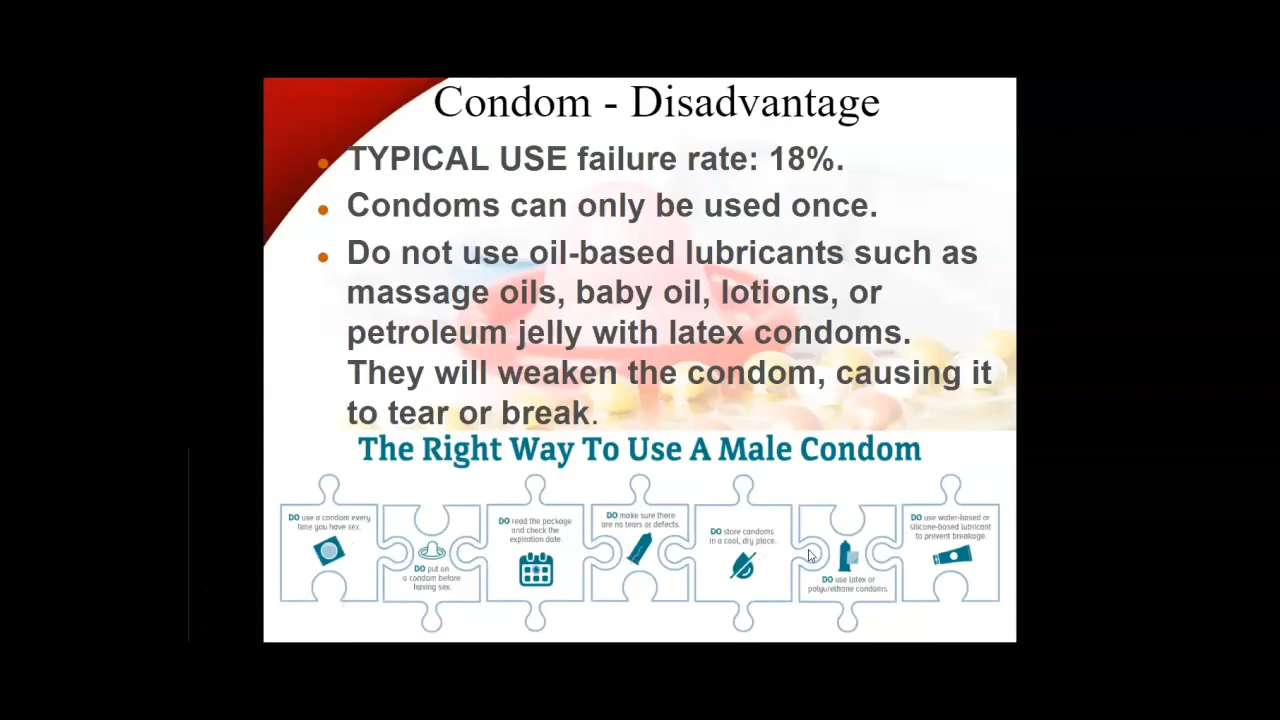 Condom - Disadvantage
TYPICAL USE failure rate: 18%.
Condoms can only be used once.
Do not use oil-based lubricants such as
massage oils, baby oil, lotions, or
petroleum jelly with latex condoms.
They will weaken the condom, causing it
to tear or break.
The Right Way To Use A Male Condom
DO use a condom every
time you have sex.
DO put on
a condom before
having sex.
DO read the package
and check the
expiration date.
DO make sure there
are no tears or defects.
DO store condoms
in a cool, dry place.
DO use latex or
polyurethane condoms.
DO use water-based or
silicone-based lubricant
to prevent breakage.